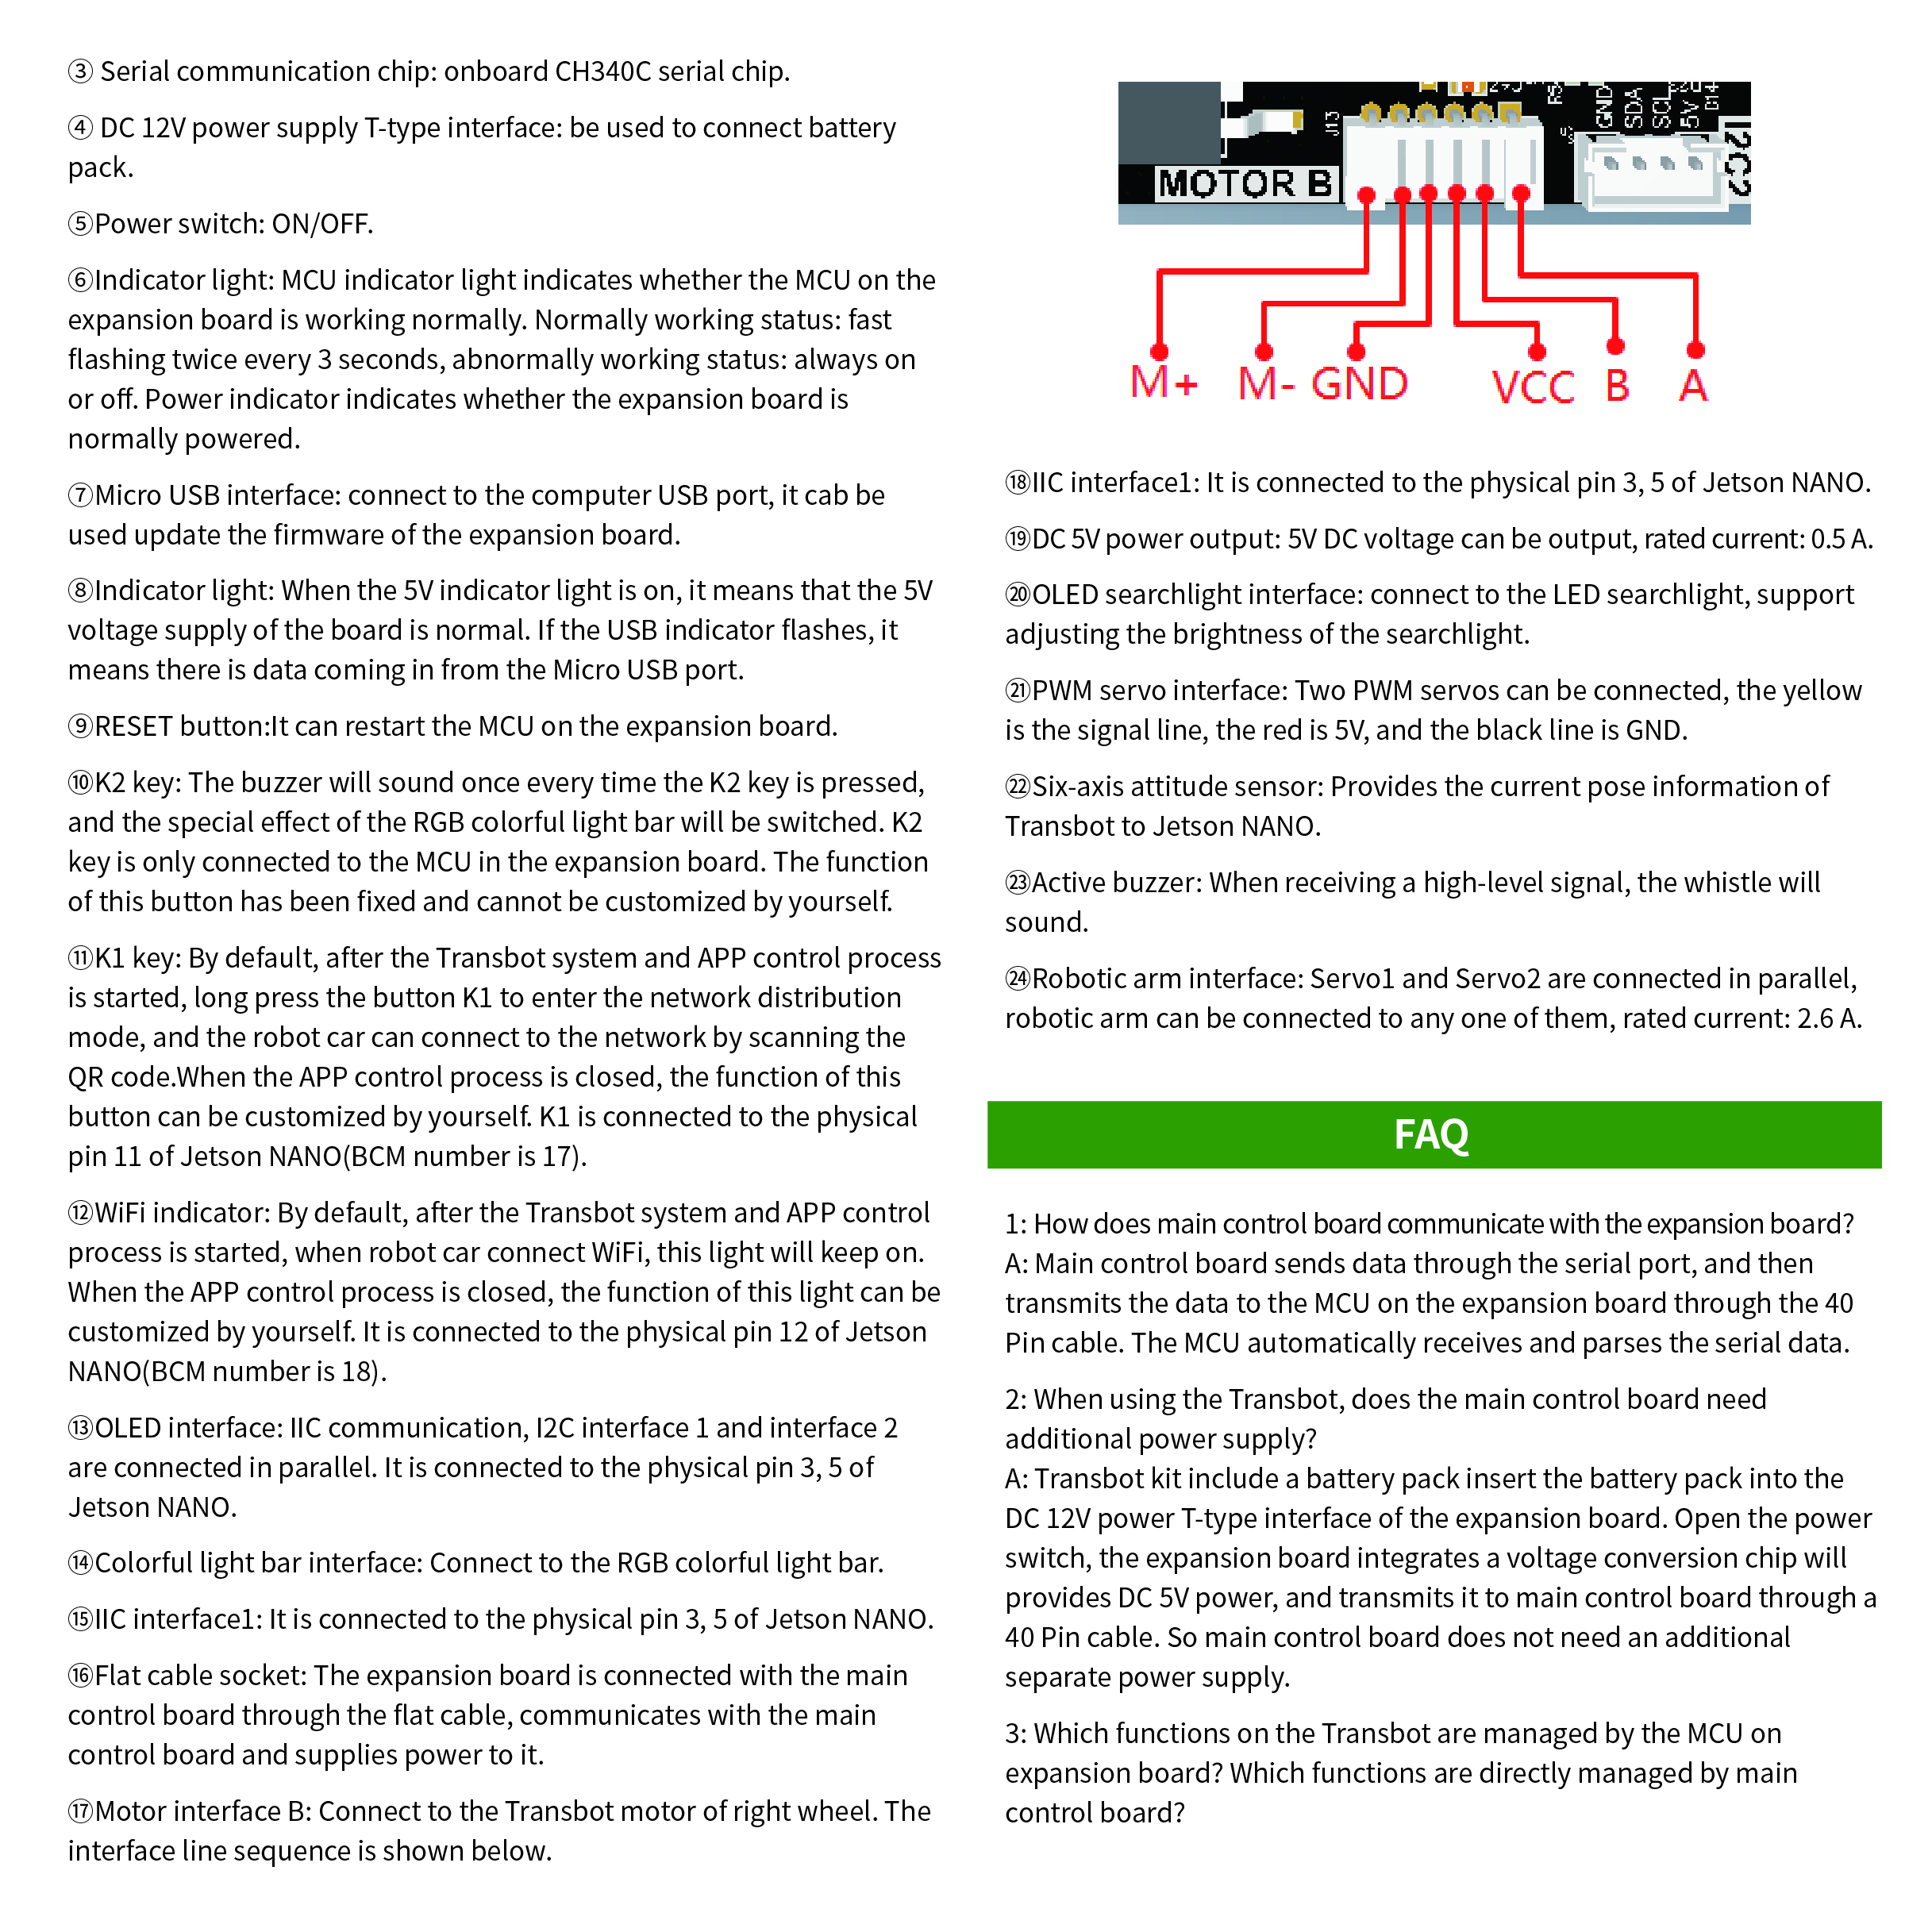 ③ Serial communication chip: onboard CH340C serial chip.
④ DC 12V power supply T-type interface: be used to connect battery
pack.
⑤Power switch: ON/OFF.
⑥Indicator light: MCU indicator light indicates whether the MCU on the
expansion board is working normally. Normally working status: fast
flashing twice every 3 seconds, abnormally working status: always on
or off. Power indicator indicates whether the expansion board is
normally powered.
⑦Micro USB interface: connect to the computer USB port, it cab be
used update the firmware of the expansion board.
⑧Indicator light: When the 5V indicator light is on, it means that the 5V
voltage supply of the board is normal. If the USB indicator flashes, it
means there is data coming in from the Micro USB port.
⑨RESET button:It can restart the MCU on the expansion board.
⑩K2 key: The buzzer will sound once every time the K2 key is pressed,
and the special effect of the RGB colorful light bar will be switched. K2
key is only connected to the MCU in the expansion board. The function
of this button has been fixed and cannot be customized by yourself.
⑪K1 key: By default, after the Transbot system and APP control process
is started, long press the button K1 to enter the network distribution
mode, and the robot car can connect to the network by scanning the
QR code.When the APP control process is closed, the function of this
button can be customized by yourself. K1 is connected to the physical
pin 11 of Jetson NANO(BCM number is 17).
⑫WiFi indicator: By default, after the Transbot system and APP control
process is started, when robot car connect WiFi, this light will keep on.
When the APP control process is closed, the function of this light can be
customized by yourself. It is connected to the physical pin 12 of Jetson
NANO(BCM number is 18).
⑬OLED interface: IIC communication, I2C interface 1 and interface 2
are connected in parallel. It is connected to the physical pin 3, 5 of
Jetson NANO.
⑭Colorful light bar interface: Connect to the RGB colorful light bar.
⑮IIC interface1: It is connected to the physical pin 3, 5 of Jetson NANO.
⑯Flat cable socket: The expansion board is connected with the main
control board through the flat cable, communicates with the main
control board and supplies power to it.
⑰Motor interface B: Connect to the Transbot motor of right wheel. The
interface line sequence is shown below.
J13
MOTOR B
GND
SDA
SCL
5V
I2C2
M+ M- GND VCC B A
⑱IIC interface1: It is connected to the physical pin 3, 5 of Jetson NANO.
⑲DC 5V power output: 5V DC voltage can be output, rated current: 0.5 A.
⑳OLED searchlight interface: connect to the LED searchlight, support
adjusting the brightness of the searchlight.
㉑PWM servo interface: Two PWM servos can be connected, the yellow
is the signal line, the red is 5V, and the black line is GND.
㉒Six-axis attitude sensor: Provides the current pose information of
Transbot to Jetson NANO.
㉓Active buzzer: When receiving a high-level signal, the whistle will
sound.
㉔Robotic arm interface: Servo1 and Servo2 are connected in parallel,
robotic arm can be connected to any one of them, rated current: 2.6 A.
FAQ
1: How does main control board communicate with the expansion board?
A: Main control board sends data through the serial port, and then
transmits the data to the MCU on the expansion board through the 40
Pin cable. The MCU automatically receives and parses the serial data.
2: When using the Transbot, does the main control board need
additional power supply?
A: Transbot kit include a battery pack insert the battery pack into the
DC 12V power T-type interface of the expansion board. Open the power
switch, the expansion board integrates a voltage conversion chip will
provides DC 5V power, and transmits it to main control board through a
40 Pin cable. So main control board does not need an additional
separate power supply.
3: Which functions on the Transbot are managed by the MCU on
expansion board? Which functions are directly managed by main
control board?